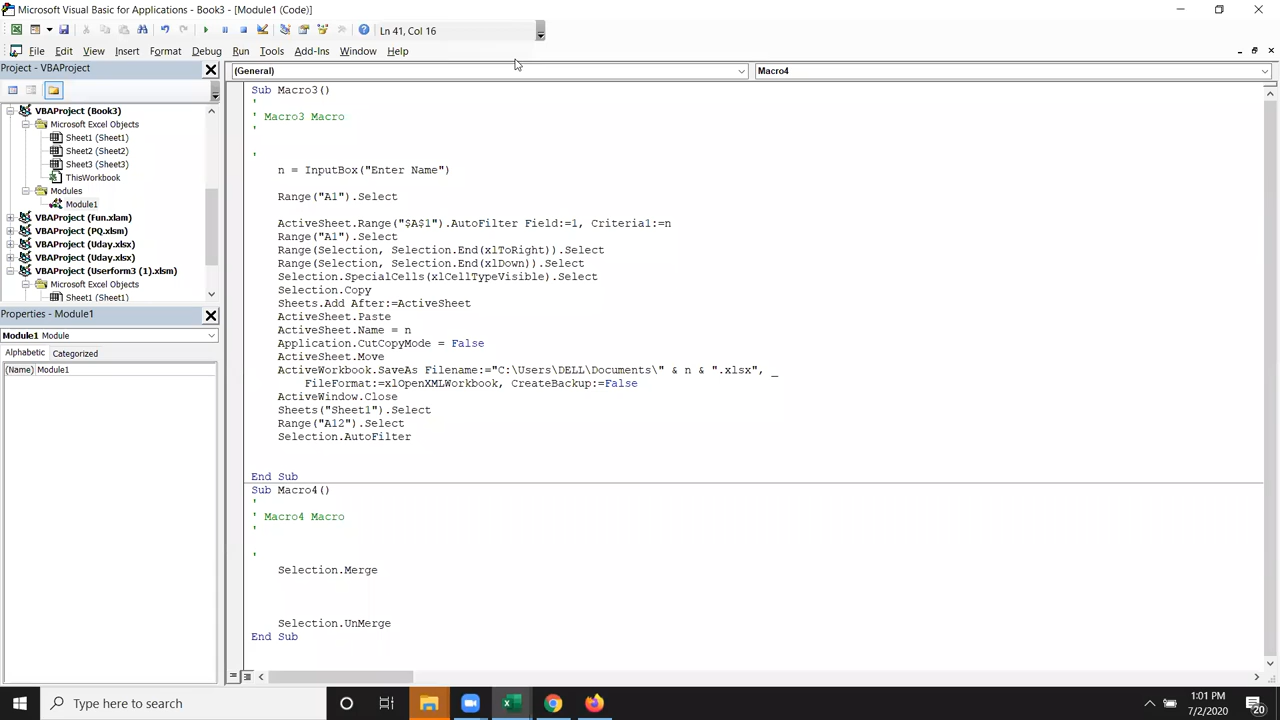 Microsoft Visual Basic for Applications - Book3 - [Module1 (Code)]
Ln 41, Col 16
File Edit View Insert Format Debug Run Tools Add-Ins Window Help
Project - VBAProject
VBAProject (Book3)
Microsoft Excel Objects
Sheet1 (Sheet1)
Sheet2 (Sheet2)
Sheet3 (Sheet3)
ThisWorkbook
Modules
Module1
VBAProject (Fun.xlam)
VBAProject (PQ.xlsm)
VBAProject (Uday.xlsx)
VBAProject (Uday.xlsx)
VBAProject (Userform3 (1).xlsm)
Microsoft Excel Objects
Sheet1 (Sheet1)
Properties - Module1
Module1 Module
Alphabetic Categorized
(Name) Module1
(General) Macro4
Sub Macro3()
'
' Macro3 Macro
'
'
n = InputBox("Enter Name")
Range("A1").Select
ActiveSheet.Range("$A$1").AutoFilter Field:=1, Criteria1:=n
Range("A1").Select
Range(Selection, Selection.End(xlToRight)).Select
Range(Selection, Selection.End(xlDown)).Select
Selection.SpecialCells(xlCellTypeVisible).Select
Selection.Copy
Sheets.Add After:=ActiveSheet
ActiveSheet.Paste
ActiveSheet.Name = n
Application.CutCopyMode = False
ActiveSheet.Move
ActiveWorkbook.SaveAs Filename:="C:\Users\DELL\Documents\" & n & ".xlsx", _
FileFormat:=xlOpenXMLWorkbook, CreateBackup:=False
ActiveWindow.Close
Sheets("Sheet1").Select
Range("A12").Select
Selection.AutoFilter
End Sub
Sub Macro4()
'
' Macro4 Macro
'
'
Selection.Merge
Selection.UnMerge
End Sub
Type here to search
1:01 PM
7/2/2020
20